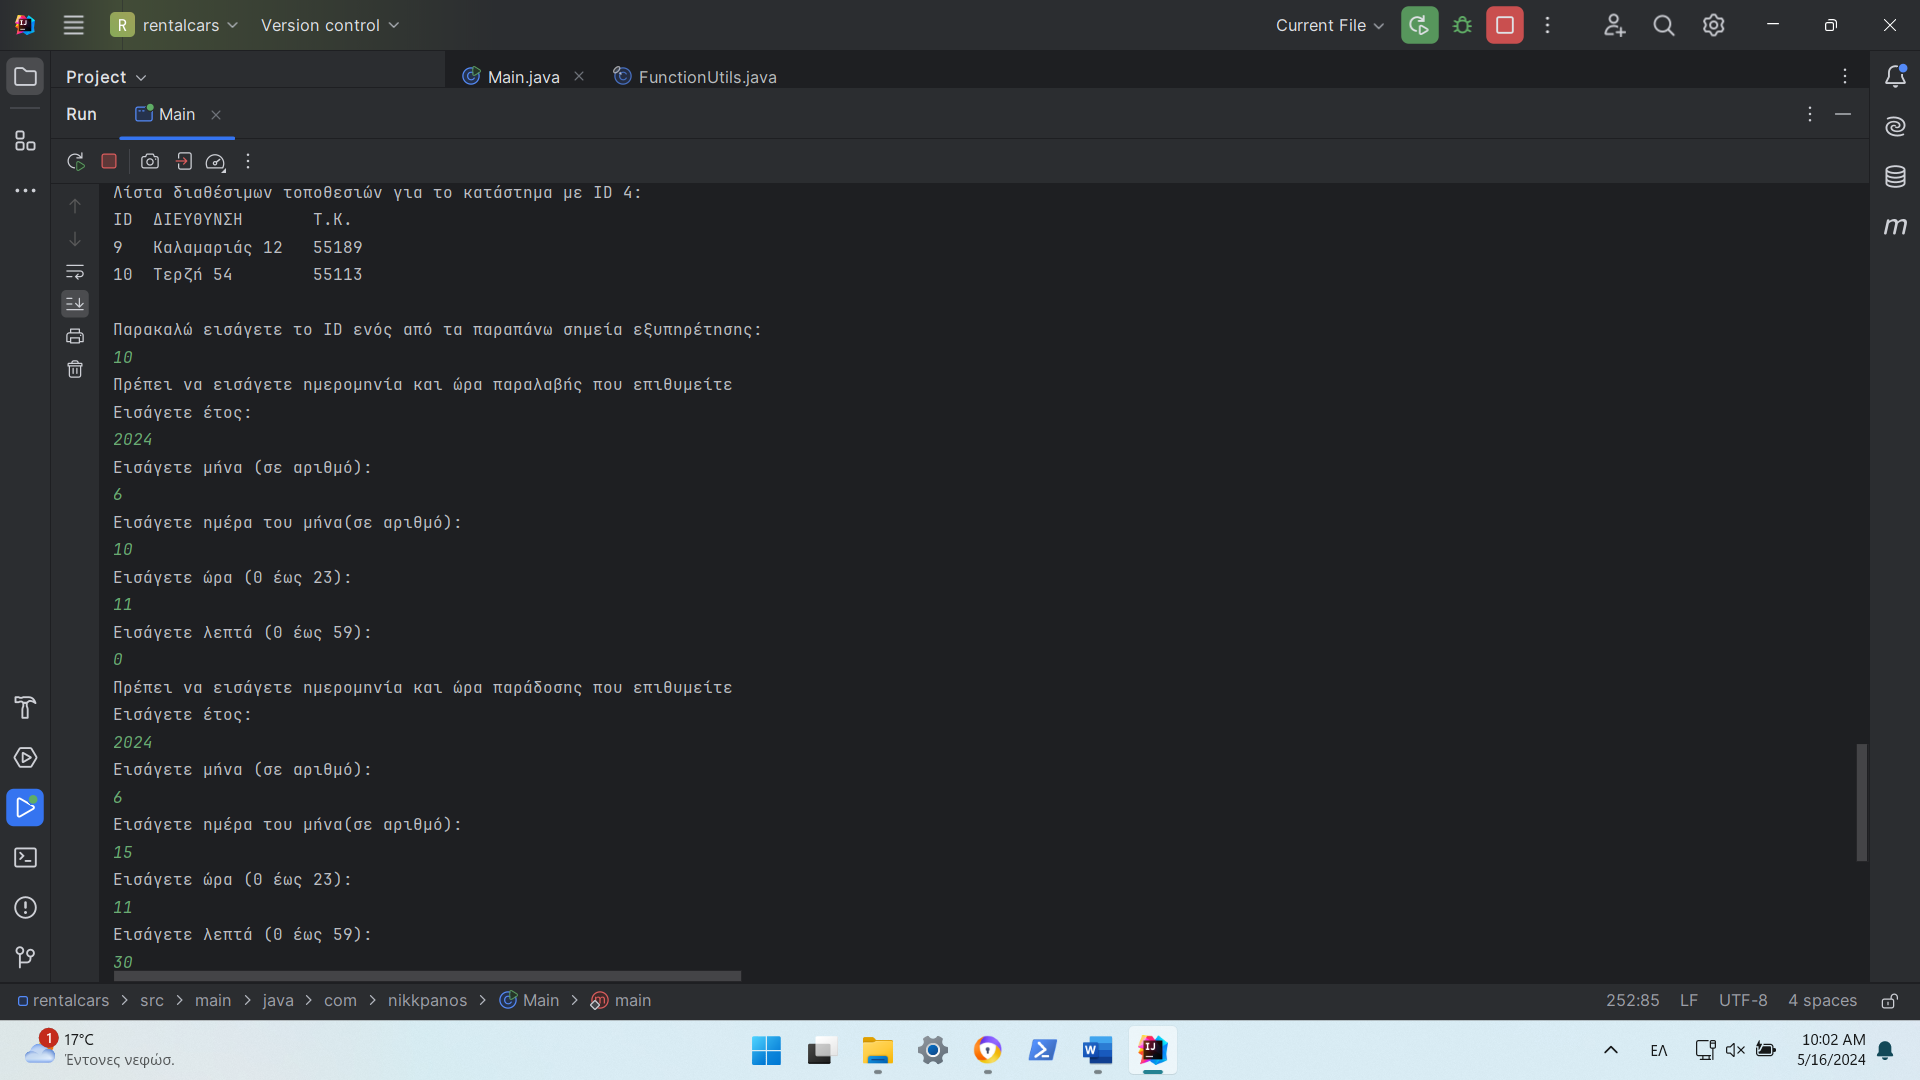 R rentalcars Version control Current File
Project Main.java FunctionUtils.java
Run Main
Λίστα διαθέσιμων τοποθεσιών για το κατάστημα με ID 4:
ID ΔΙΕΥΘΥΝΣΗ Τ.Κ.
9 Καλαμαριάς 12 55189
10 Τερζή 54 55113
Παρακαλώ εισάγετε το ID ενός από τα παραπάνω σημεία εξυπηρέτησης:
10
Πρέπει να εισάγετε ημερομηνία και ώρα παραλαβής που επιθυμείτε
Εισάγετε έτος:
2024
Εισάγετε μήνα (σε αριθμό):
6
Εισάγετε ημέρα του μήνα(σε αριθμό):
10
Εισάγετε ώρα (0 έως 23):
11
Εισάγετε λεπτά (0 έως 59):
0
Πρέπει να εισάγετε ημερομηνία και ώρα παράδοσης που επιθυμείτε
Εισάγετε έτος:
2024
Εισάγετε μήνα (σε αριθμό):
6
Εισάγετε ημέρα του μήνα(σε αριθμό):
15
Εισάγετε ώρα (0 έως 23):
11
Εισάγετε λεπτά (0 έως 59):
30
rentalcars > src > main > java > com > nikkpanos > Main > main 252:85 LF UTF-8 4 spaces
1 17°C
Έντονες νεφώσ.
ΕΛ
10:02 AM
5/16/2024